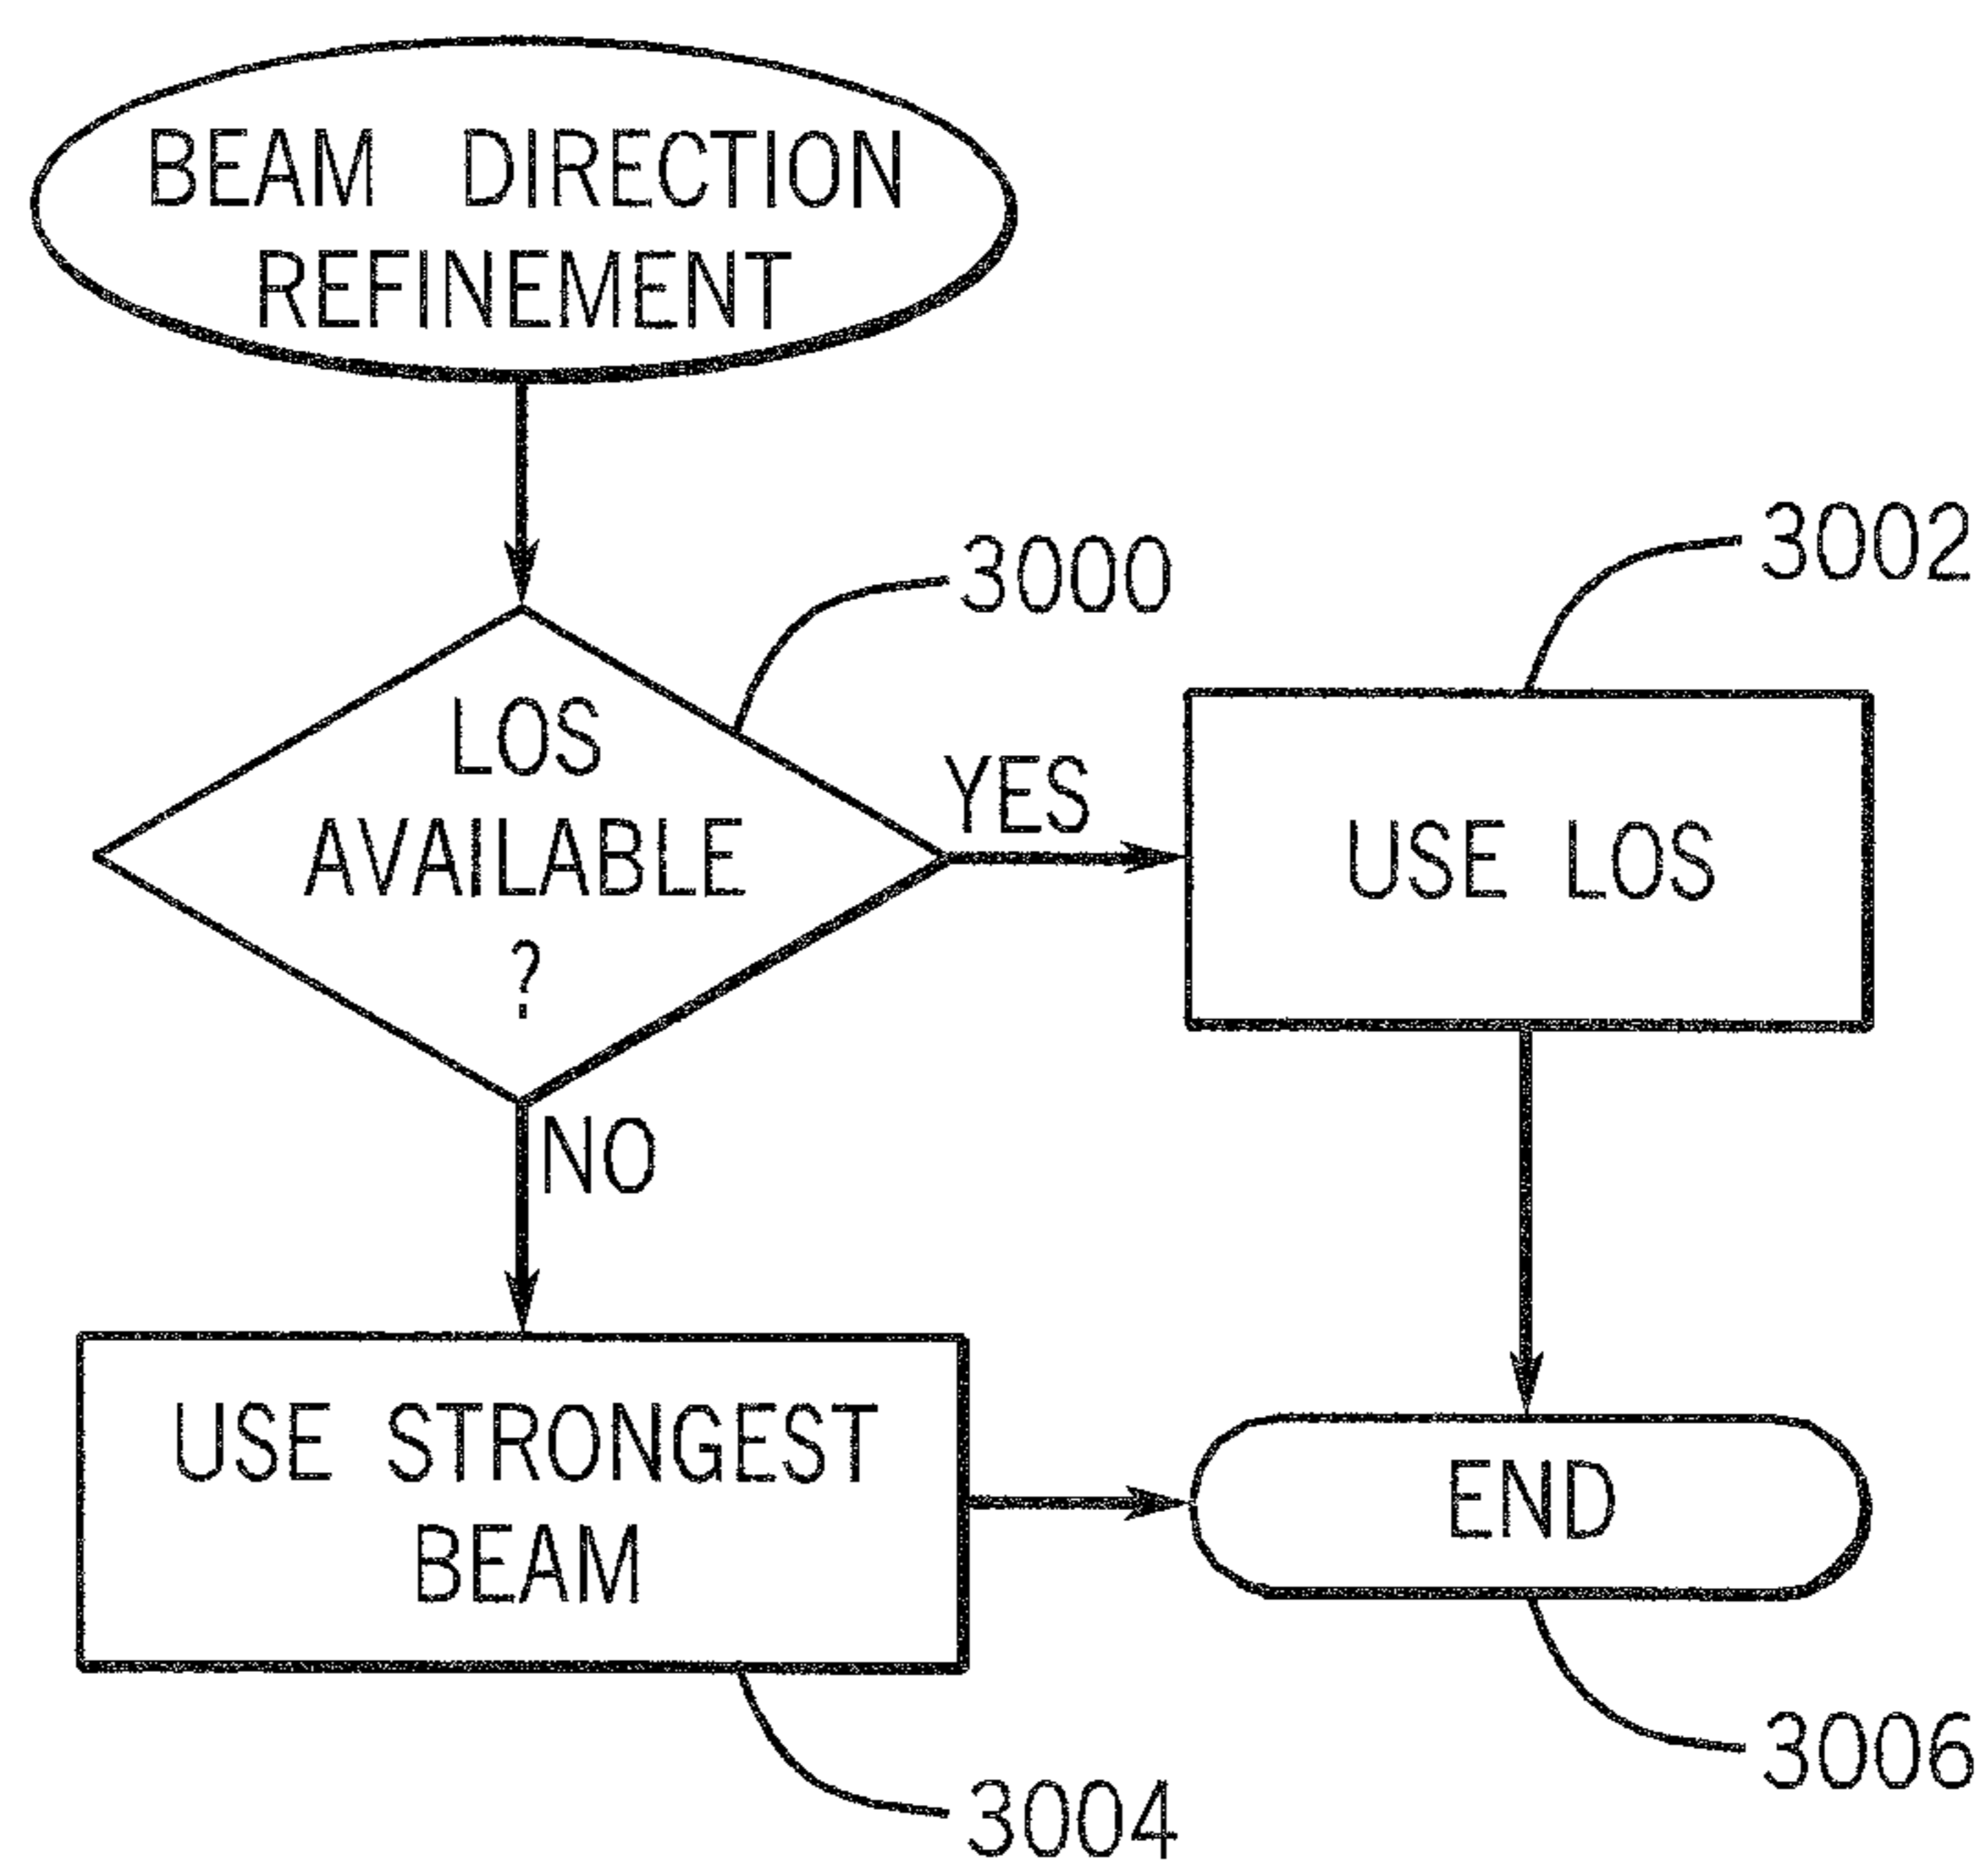 BEAM DIRECTION
REFINEMENT
3000
3002
LOS
AVAILABLE
?
YES
USE LOS
NO
USE STRONGEST
BEAM
END
3004
3006